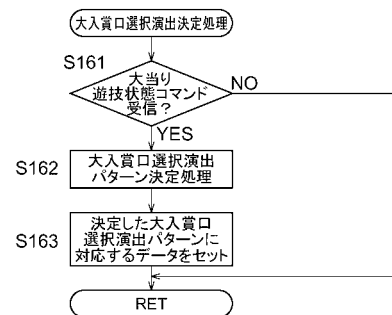 大入賞口選択演出決定処理
S161
大当り
遊技状態コマンド
受信？
NO
YES
S162
大入賞口選択演出
パターン決定処理
S163
決定した大入賞口
選択演出パターンに
対応するデータをセット
RET